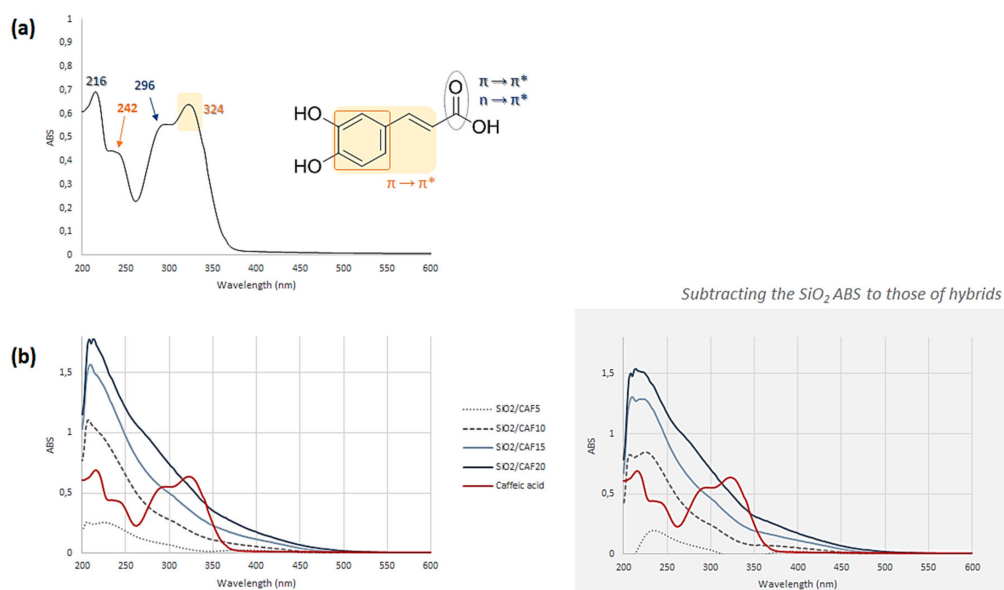 (a)
1
0,9
0,8
0,7
0,6
0,5
0,4
0,3
0,2
0,1
0
ABS
216
242
296
324
200 250 300 350 400 450 500 550 600
Wavelength (nm)
HO
HO
O
OH
π → π*
n → π*
π → π*
Subtracting the SiO₂ ABS to those of hybrids
(b)
1,5
1
0,5
0
ABS
200 250 300 350 400 450 500 550 600
Wavelength (nm)
SiO2/CAF5
SiO2/CAF10
SiO2/CAF15
SiO2/CAF20
Caffeic acid
1,5
1
0,5
0
ABS
200 250 300 350 400 450 500 550 600
Wavelength (nm)